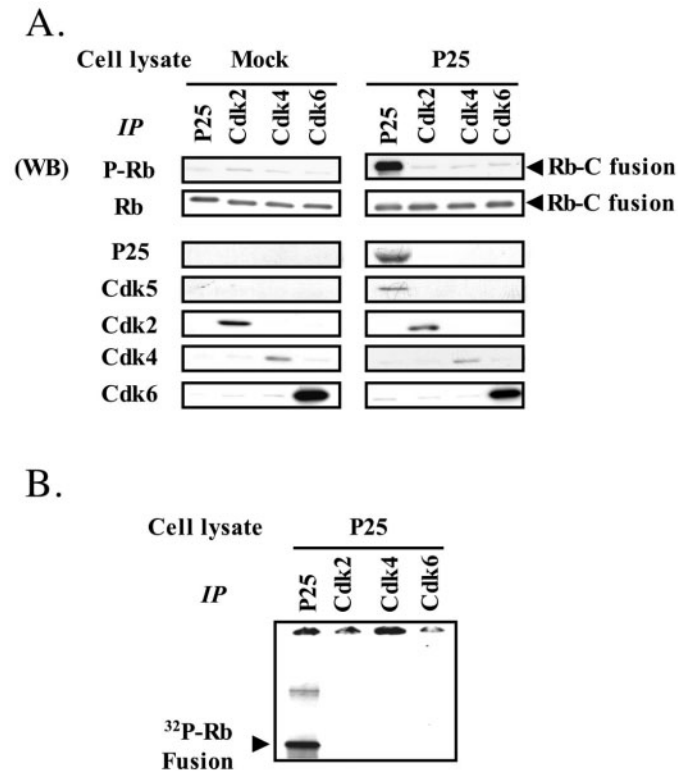 A.
Cell lysate Mock P25
IP P25 Cdk2 Cdk4 Cdk6 P25 Cdk2 Cdk4 Cdk6
(WB) P-Rb ◄Rb-C fusion
Rb ◄Rb-C fusion
P25
Cdk5
Cdk2
Cdk4
Cdk6
B.
Cell lysate P25
IP P25 Cdk2 Cdk4 Cdk6
³²P-Rb
Fusion ►